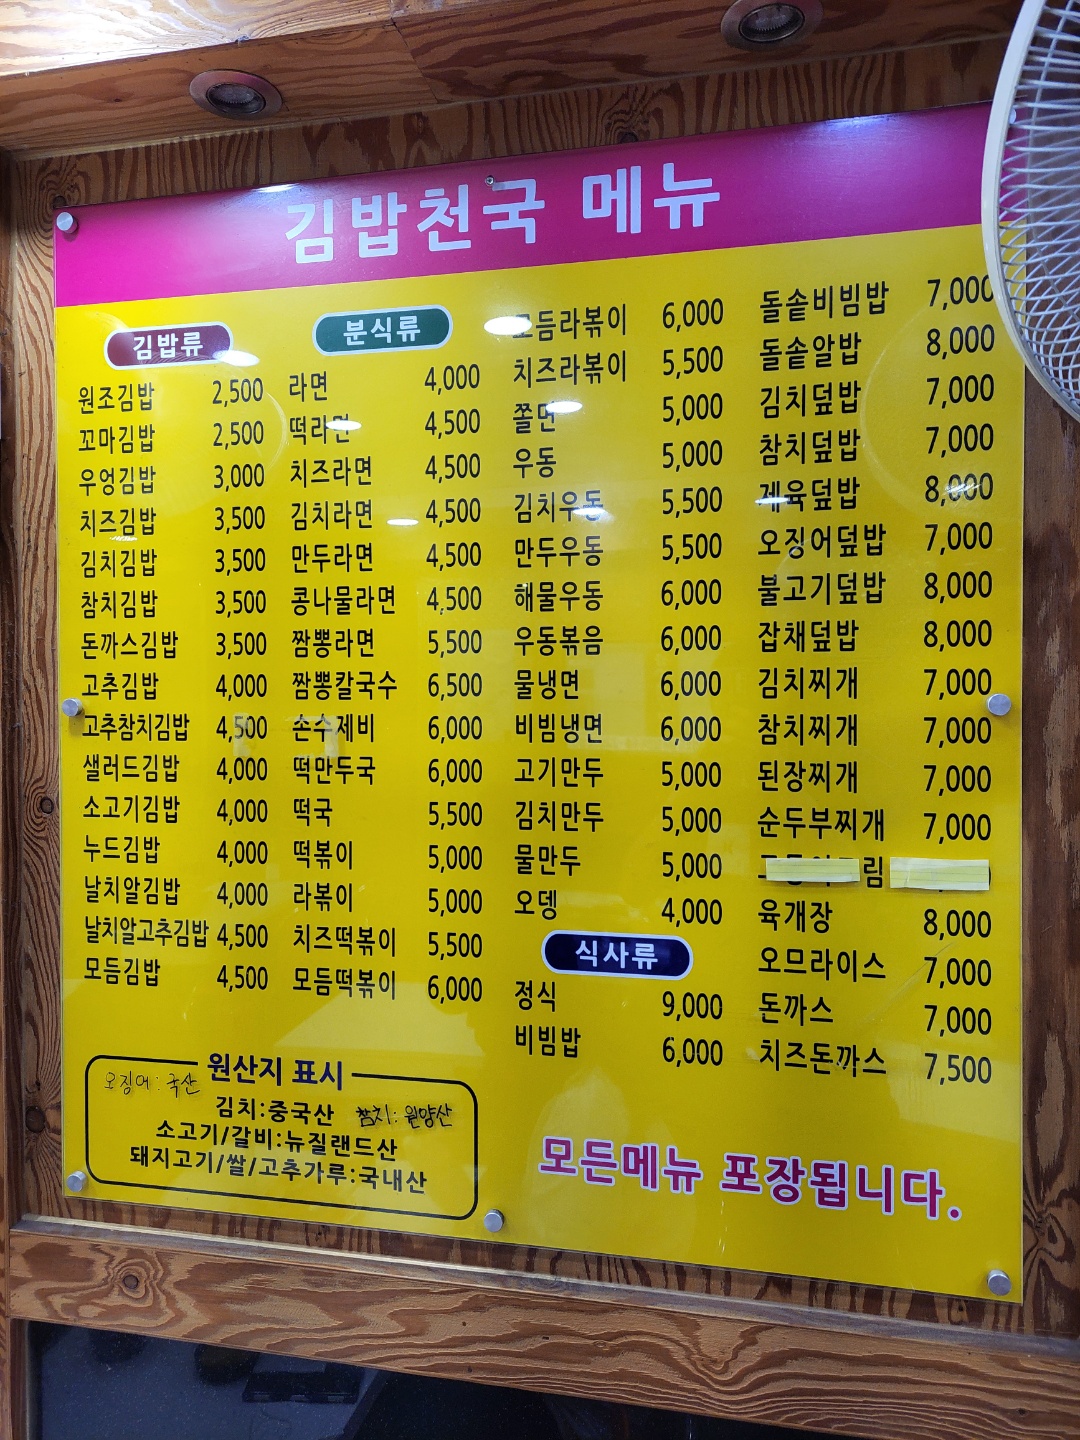 김밥천국 메뉴
김밥류
원조김밥 2,500
꼬마김밥 2,500
우엉김밥 3,000
치즈김밥 3,500
김치김밥 3,500
참치김밥 3,500
돈까스김밥 3,500
고추김밥 4,000
고추참치김밥 4,500
샐러드김밥 4,000
소고기김밥 4,000
누드김밥 4,000
날치알김밥 4,000
날치알고추김밥 4,500
모듬김밥 4,500
분식류
라면 4,000
떡라면 4,500
치즈라면 4,500
김치라면 4,500
만두라면 4,500
콩나물라면 4,500
짬뽕라면 5,500
짬뽕칼국수 6,500
손수제비 6,000
떡만두국 6,000
떡국 5,500
떡볶이 5,000
라볶이 5,000
치즈떡볶이 5,500
모듬떡볶이 6,000
모듬라볶이 6,000
치즈라볶이 5,500
쫄면 5,000
우동 5,000
김치우동 5,500
만두우동 5,500
해물우동 6,000
우동볶음 6,000
물냉면 6,000
비빔냉면 6,000
고기만두 5,000
김치만두 5,000
물만두 5,000
오뎅 4,000
식사류
정식 9,000
비빔밥 6,000
돌솥비빔밥 7,000
돌솥알밥 8,000
김치덮밥 7,000
참치덮밥 7,000
제육덮밥 8,000
오징어덮밥 7,000
불고기덮밥 8,000
잡채덮밥 8,000
김치찌개 7,000
참치찌개 7,000
된장찌개 7,000
순두부찌개 7,000
육개장 8,000
오므라이스 7,000
돈까스 7,000
치즈돈까스 7,500
원산지 표시
오징어: 국산
김치:중국산 참치: 원양산
소고기/갈비:뉴질랜드산
돼지고기/쌀/고추가루:국내산
모든메뉴 포장됩니다.